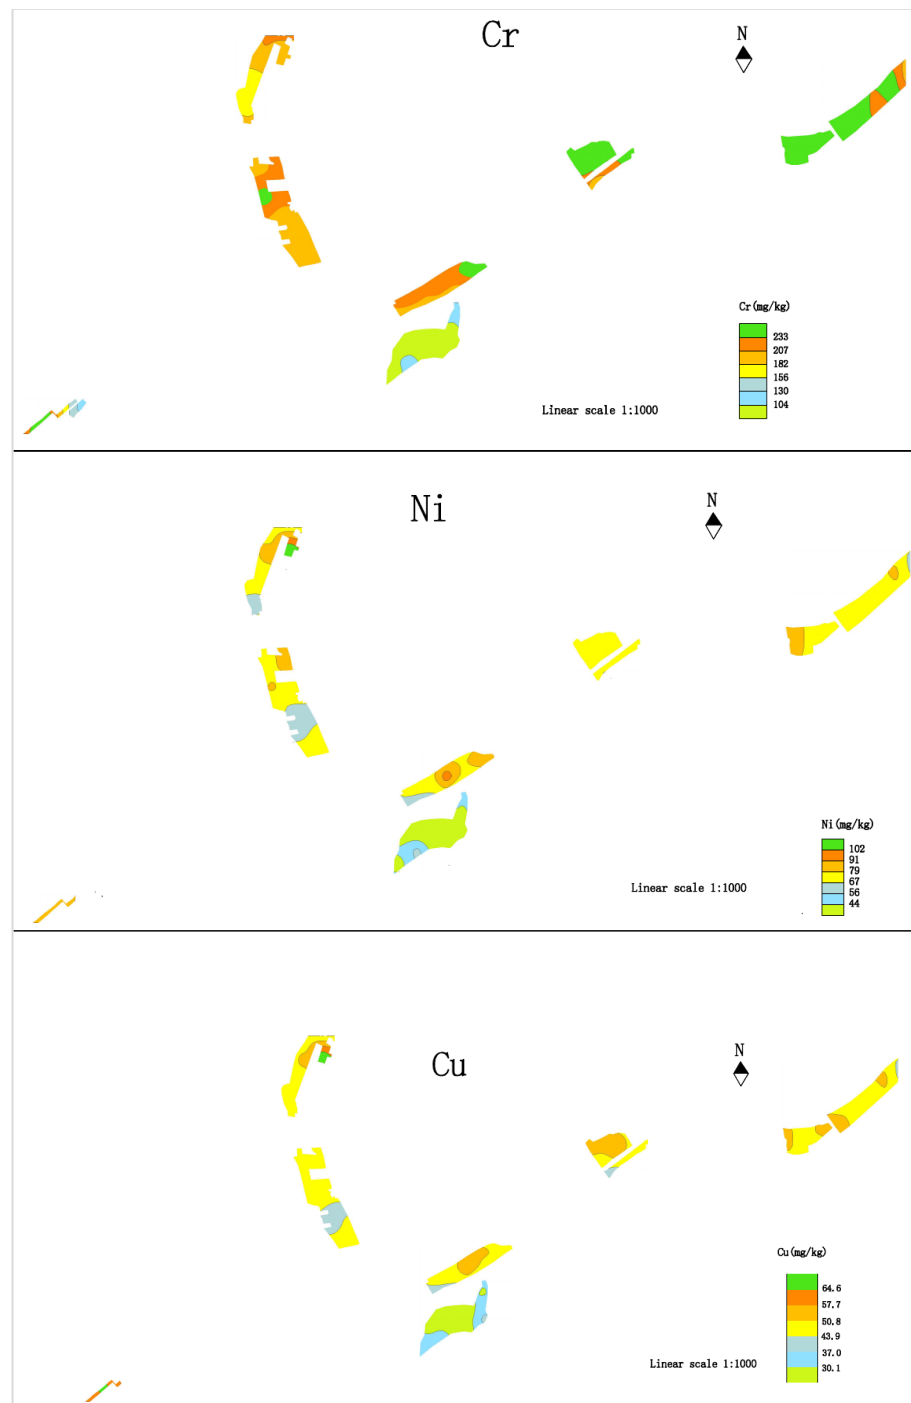 Cr
N
Cr(mg/kg)
233
207
182
156
130
104
Linear scale 1:1000
Ni
N
Ni(mg/kg)
102
91
79
67
56
44
Linear scale 1:1000
Cu
N
Cu(mg/kg)
64.6
57.7
50.8
43.9
37.0
30.1
Linear scale 1:1000